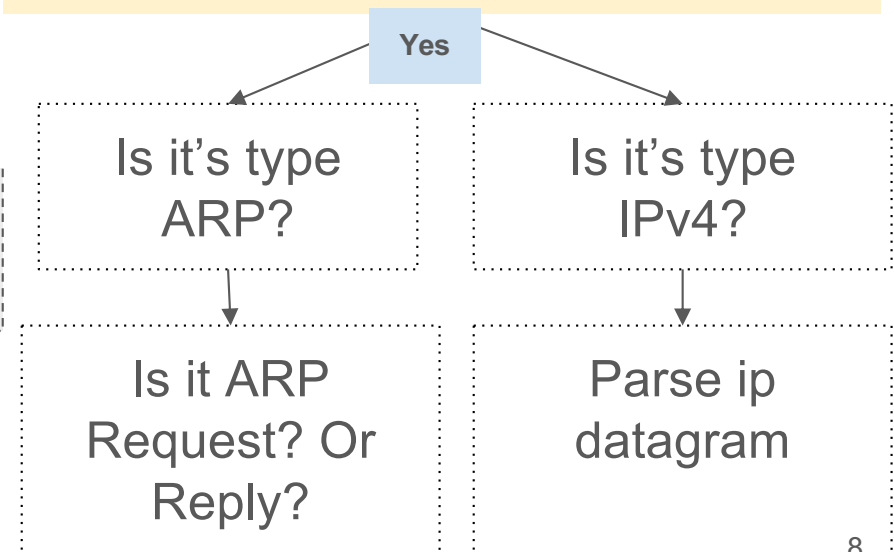 Yes
Is it's type
ARP?
Is it's type
IPv4?
Is it ARP
Request? Or
Reply?
Parse ip
datagram
8